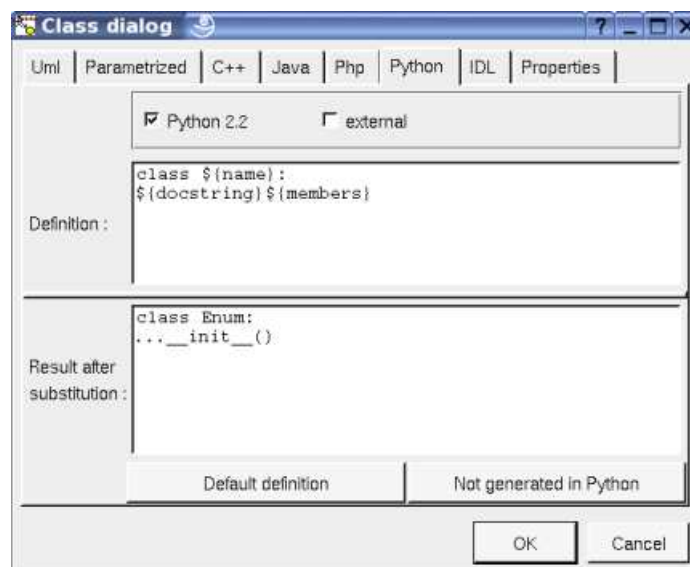 Class dialog
Uml Parametrized C++ Java Php Python IDL Properties
Python 2.2 external
Definition :
class ${name}:
${docstring}${members}
Result after
substitution :
class Enum:
...__init__()
Default definition Not generated in Python
OK Cancel